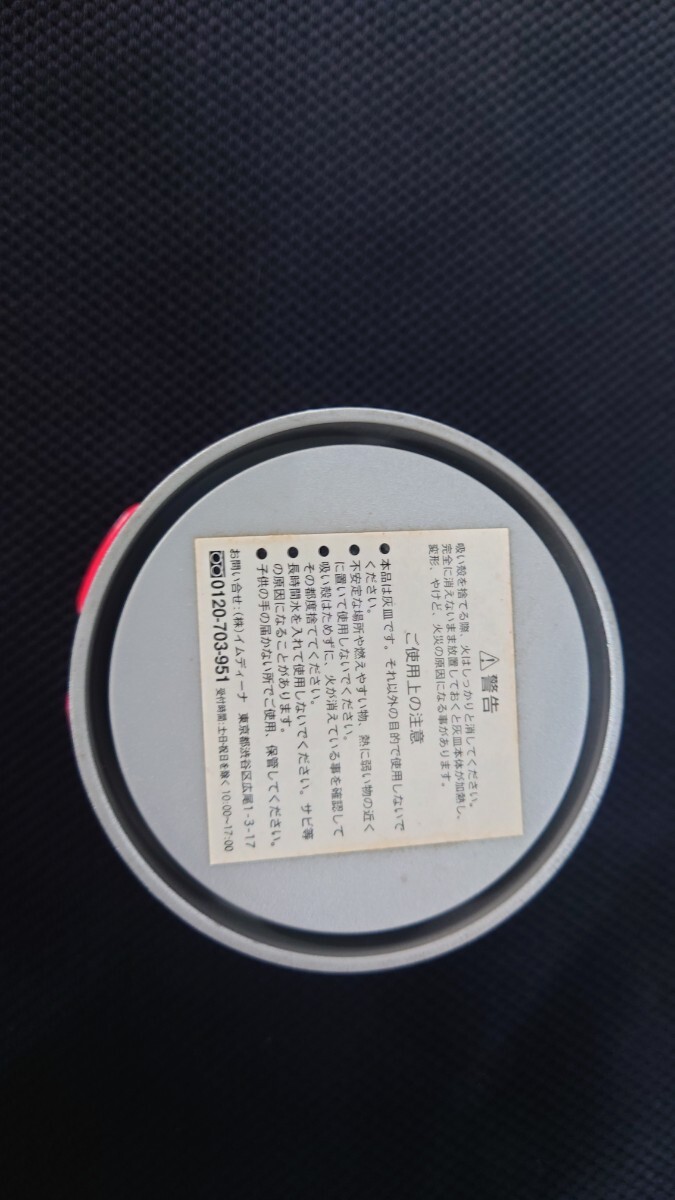 ⚠警告
吸い殻を捨てる際、火はしっかりと消してください。
完全に消えないまま放置しておくと灰皿本体が加熱し、
変形、やけど、火災の原因になる事があります。
ご使用上の注意
●本品は灰皿です。それ以外の目的で使用しないで
ください。
●不安定な場所や燃えやすい物、熱に弱い物の近く
に置いて使用しないでください。
●吸い殻はためずに、火が消えている事を確認して
その都度捨ててください。
●長時間水を入れて使用しないでください。サビ等
の原因になることがあります。
●子供の手の届かない所でご使用、保管してください。
お問い合せ:(株)イムディーナ 東京都渋谷区広尾1-3-17
0120-703-951 受付時間:土日・祝日を除く10:00~17:00